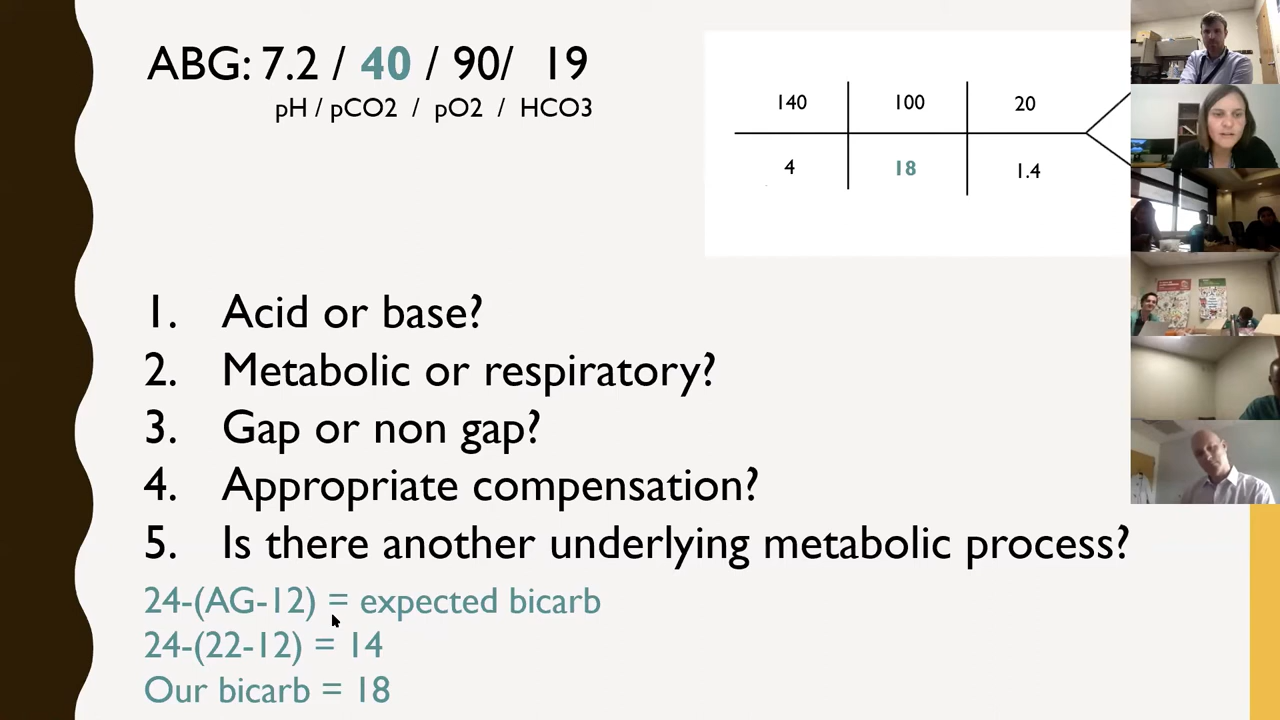 ABG: 7.2 / 40 / 90/ 19
pH / pCO2 / pO2 / HCO3
140 100 20
4 18 1.4
1. Acid or base?
2. Metabolic or respiratory?
3. Gap or non gap?
4. Appropriate compensation?
5. Is there another underlying metabolic process?
24-(AG-12) = expected bicarb
24-(22-12) = 14
Our bicarb = 18